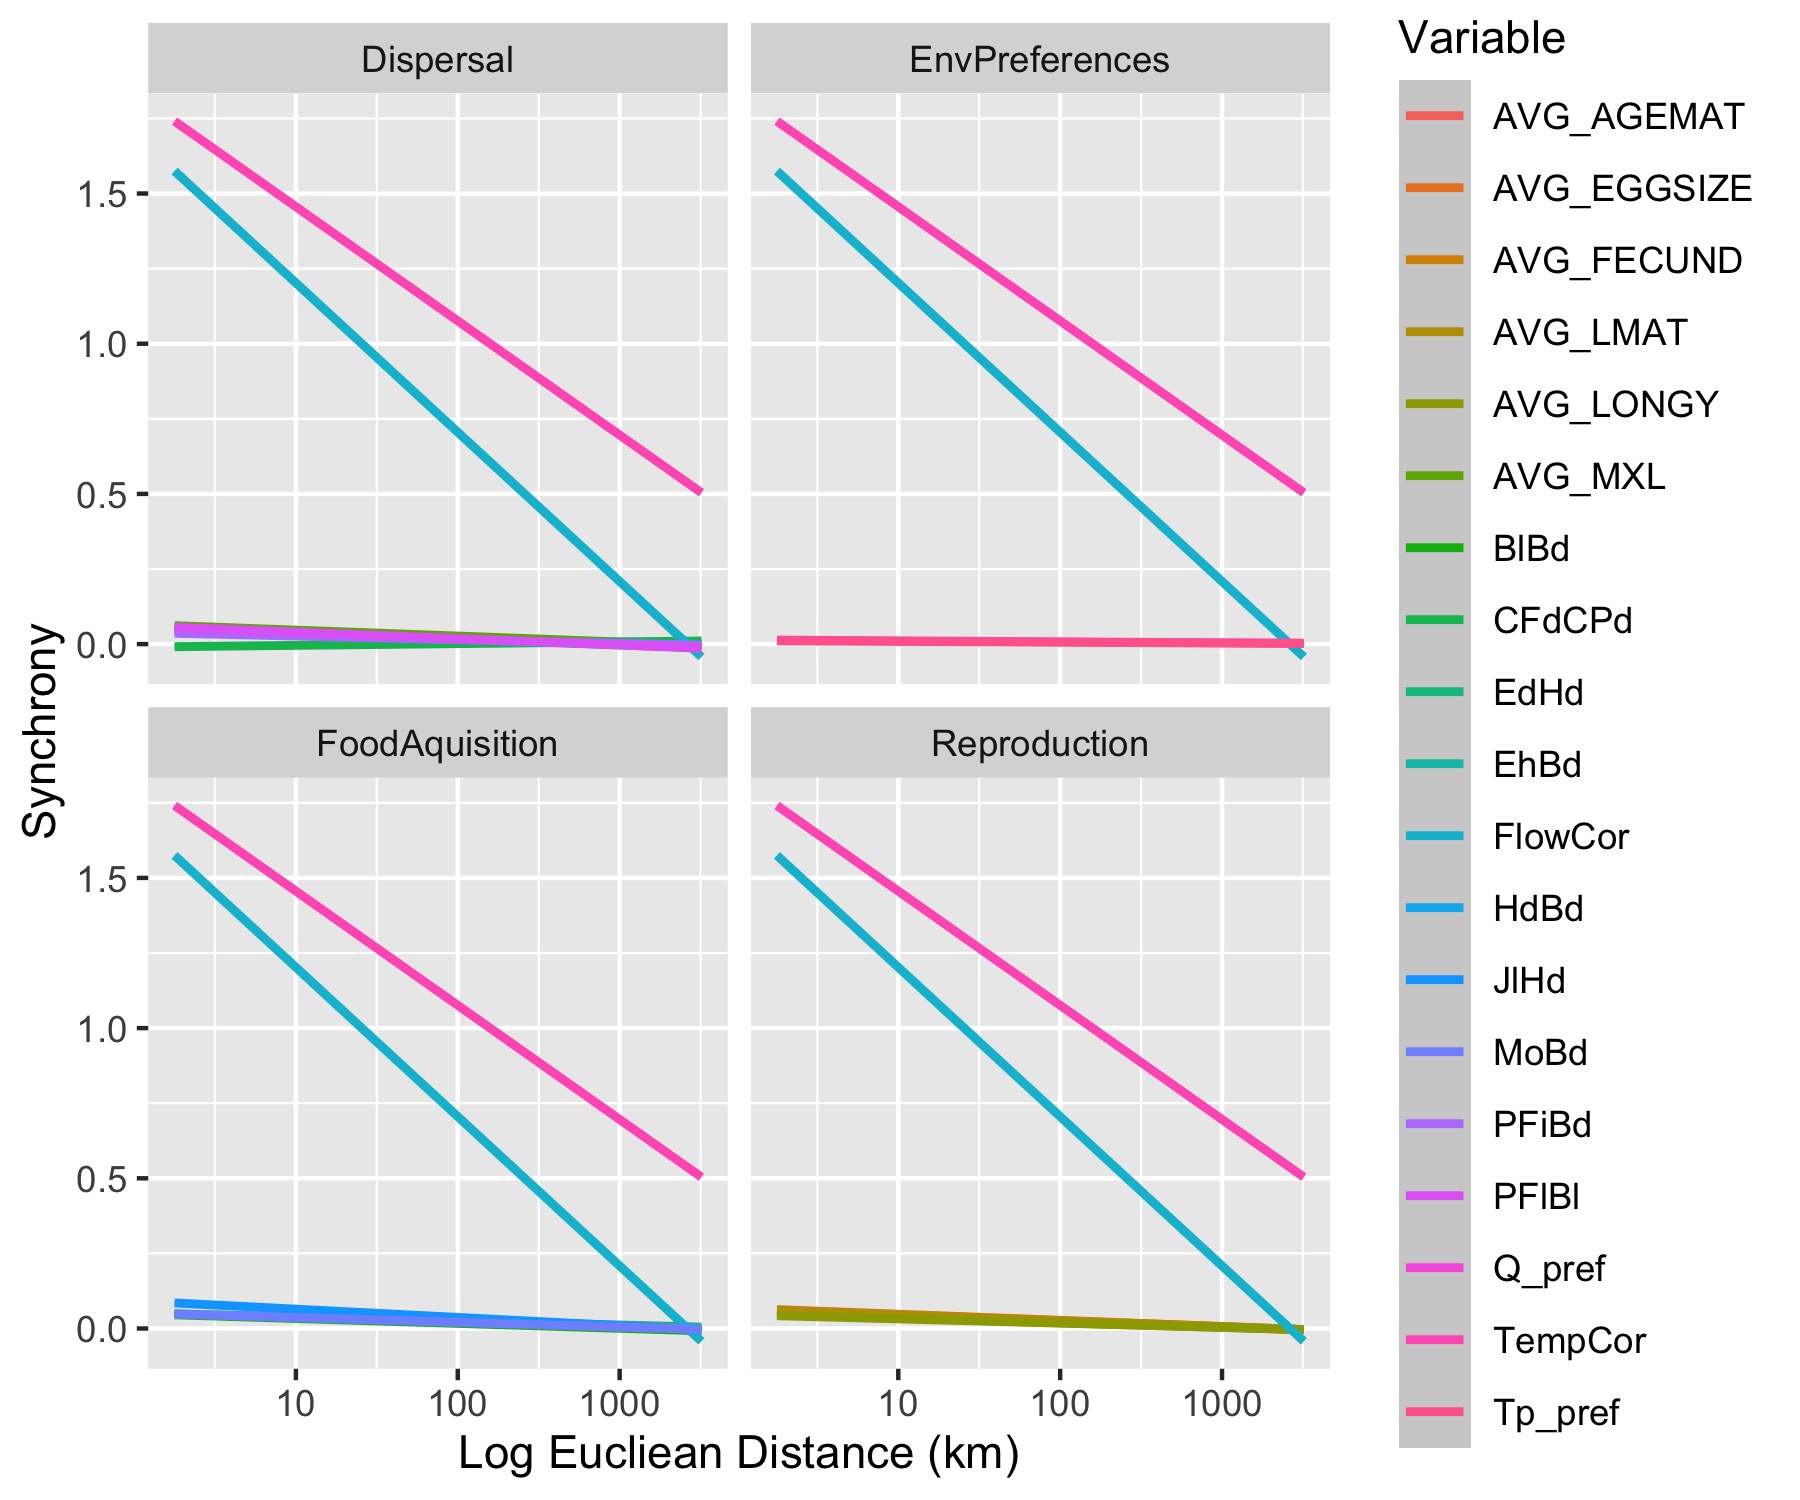 Dispersal
EnvPreferences
1.5
1.0
0.5
0.0
FoodAquisition
Reproduction
1.5
1.0
0.5
0.0
10
100
1000
10
100
1000
Synchrony
Log Eucliean Distance (km)
Variable
AVG_AGEMAT
AVG_EGGSIZE
AVG_FECUND
AVG_LMAT
AVG_LONGY
AVG_MXL
BlBd
CFdCPd
EdHd
EhBd
FlowCor
HdBd
JlHd
MoBd
PFiBd
PFlBl
Q_pref
TempCor
Tp_pref